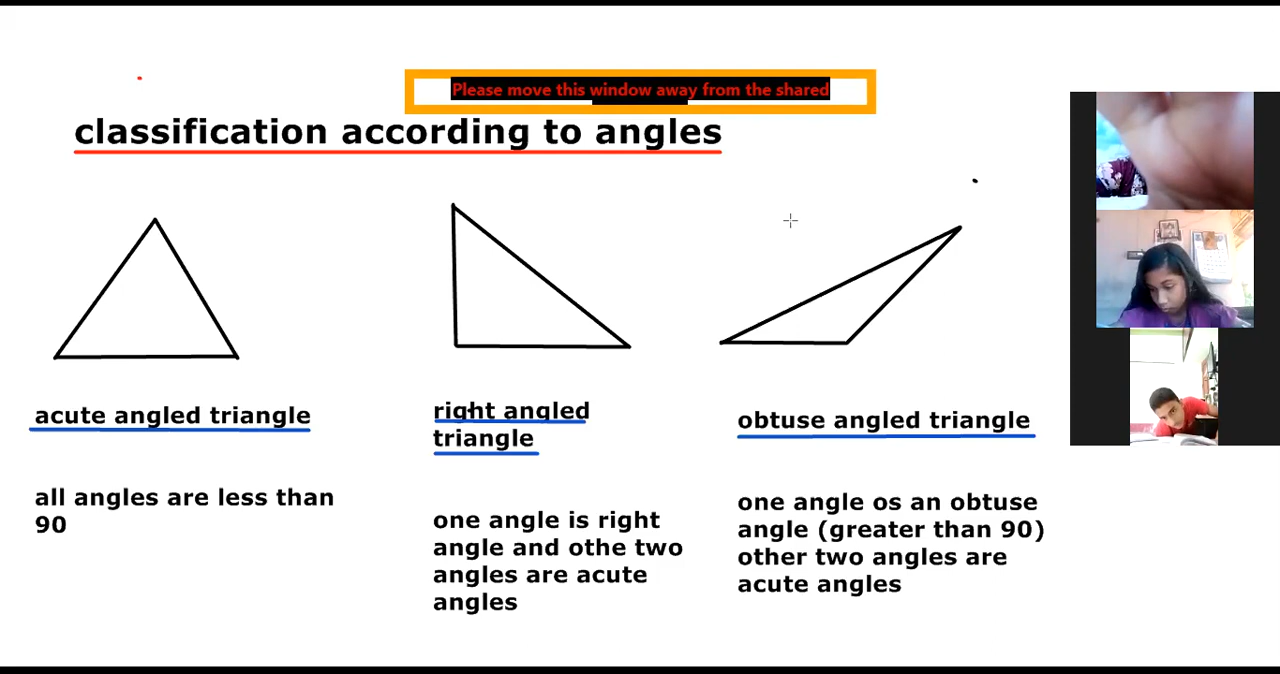 Please move this window away from the shared
classification according to angles
acute angled triangle
right angled
triangle
obtuse angled triangle
all angles are less than
90
one angle is right
angle and othe two
angles are acute
angles
one angle os an obtuse
angle (greater than 90)
other two angles are
acute angles